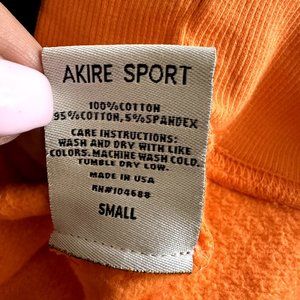 AKIRE SPORT
100%COTTON
95%COTTON, 5%SPANDEX
CARE INSTRUCTIONS:
WASH AND DRY WITH LIKE
COLORS. MACHINE WASH COLD.
TUMBLE DRY LOW.
MADE IN USA
RN#104688
SMALL